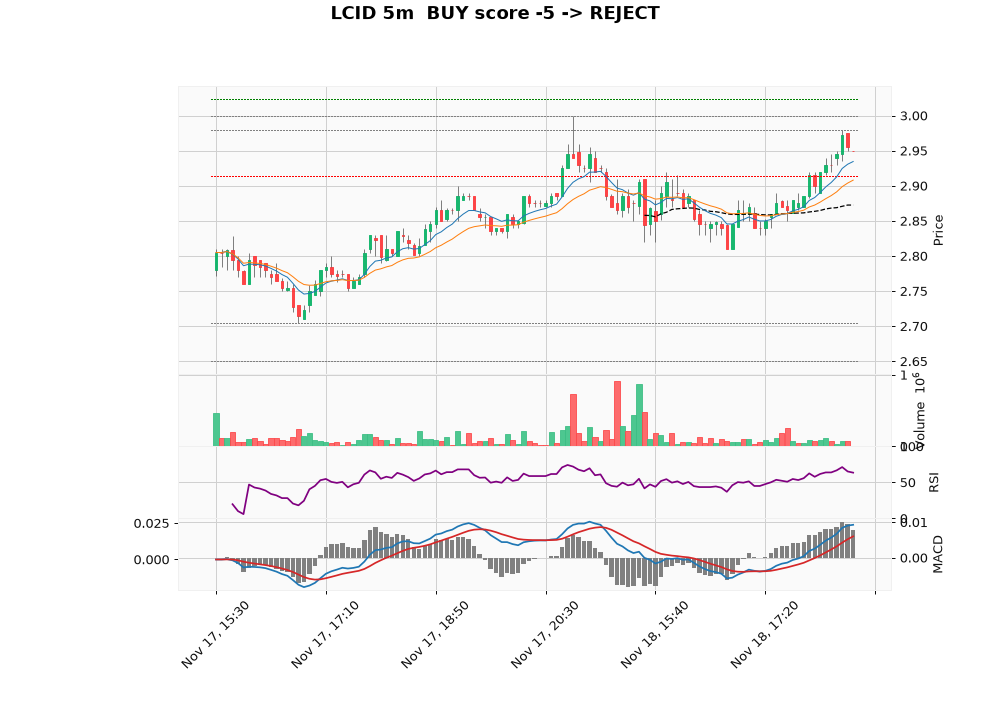 LCID 5m  BUY score -5 -> REJECT
3.00
2.95
2.90
2.85
2.80
2.75
2.70
2.65
Price
1
10⁶
Volume
0.0
100
50
0
RSI
0.025
0.000
0.01
0.00
MACD
Nov 17, 15:30
Nov 17, 17:10
Nov 17, 18:50
Nov 17, 20:30
Nov 18, 15:40
Nov 18, 17:20